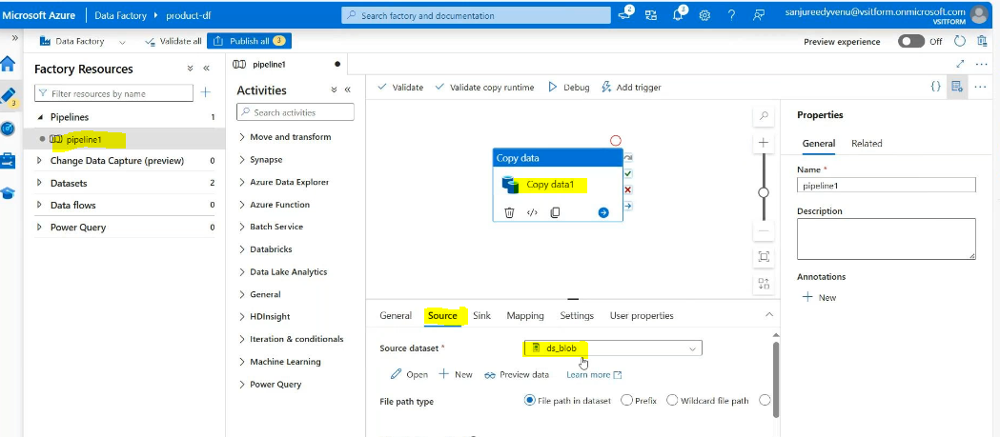 Microsoft Azure
Data Factory
product-df
Search factory and documentation
2
3
sanjureedyvenu@vsitform.onmicrosoft.com
VSITFORM
Data Factory
Validate all
Publish all 3
Preview experience
Off
3
Factory Resources
Filter resources by name
Pipelines 1
pipeline1
Change Data Capture (preview) 0
Datasets 2
Data flows 0
Power Query 0
pipeline1
Activities
Search activities
Move and transform
Synapse
Azure Data Explorer
Azure Function
Batch Service
Databricks
Data Lake Analytics
General
HDInsight
Iteration & conditionals
Machine Learning
Power Query
Validate
Validate copy runtime
Debug
Add trigger
Copy data
Copy data1
General
Source
Sink
Mapping
Settings
User properties
Source dataset *
ds_blob
Open
New
Preview data
Learn more
File path type
File path in dataset
Prefix
Wildcard file path
Properties
General
Related
Name *
pipeline1
Description
Annotations
New